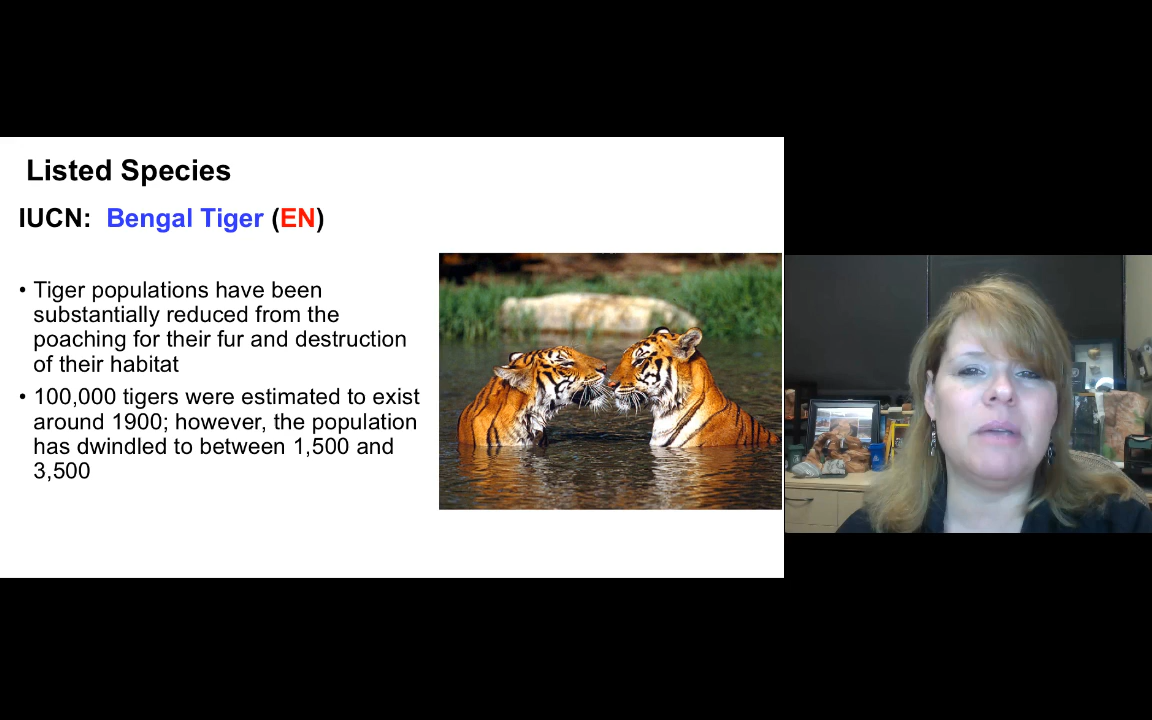 Listed Species
IUCN: Bengal Tiger (EN)
• Tiger populations have been
substantially reduced from the
poaching for their fur and destruction
of their habitat
• 100,000 tigers were estimated to exist
around 1900; however, the population
has dwindled to between 1,500 and
3,500